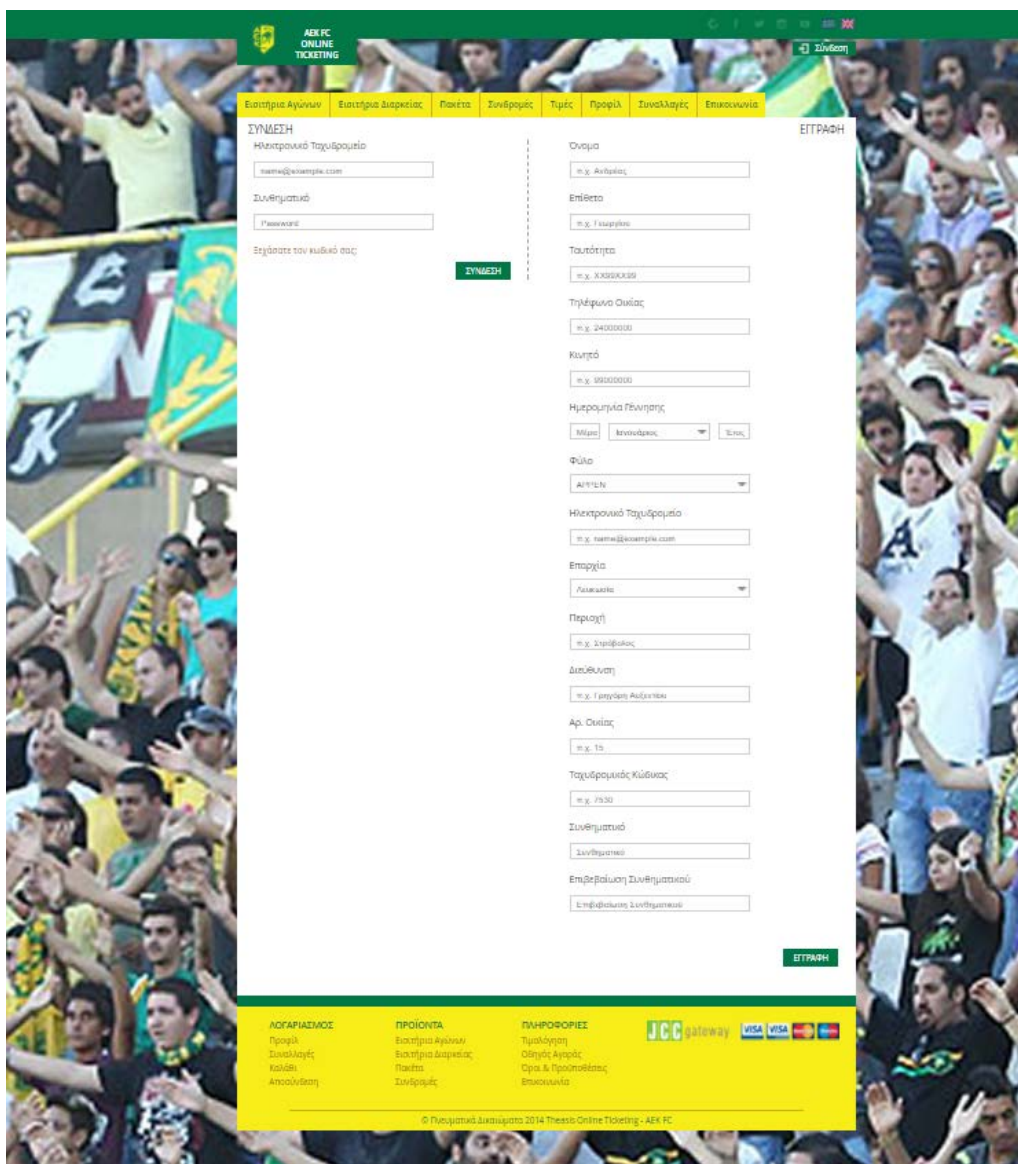 AEK FC
ONLINE
TICKETING
Σύνδεση
Εισιτήρια Αγώνων Εισιτήρια Διαρκείας Πακέτα Συνδρομές Τιμές Προφίλ Συναλλαγές Επικοινωνία
ΣΥΝΔΕΣΗ
Ηλεκτρονικό Ταχυδρομείο
name@example.com
Συνθηματικό
Password
Ξεχάσατε τον κωδικό σας;
ΣΥΝΔΕΣΗ
ΕΓΓΡΑΦΗ
Όνομα
π.χ. Ανδρέας
Επίθετο
π.χ. Γεωργίου
Ταυτότητα
π.χ. XX99XX99
Τηλέφωνο Οικίας
π.χ. 24000000
Κινητό
π.χ. 99000000
Ημερομηνία Γέννησης
Μέρα Ιανουάριος Έτος
Φύλο
ΑΡΡΕΝ
Ηλεκτρονικό Ταχυδρομείο
π.χ. name@example.com
Επαρχία
Λευκωσία
Περιοχή
π.χ. Στρόβολος
Διεύθυνση
π.χ. Γρηγόρη Αυξεντίου
Αρ. Οικίας
π.χ. 15
Ταχυδρομικός Κώδικας
π.χ. 7530
Συνθηματικό
Συνθηματικό
Επιβεβαίωση Συνθηματικού
Επιβεβαίωση Συνθηματικού
ΕΓΓΡΑΦΗ
ΛΟΓΑΡΙΑΣΜΟΣ
Προφίλ
Συναλλαγές
Καλάθι
Αποσύνδεση
ΠΡΟΪΟΝΤΑ
Εισιτήρια Αγώνων
Εισιτήρια Διαρκείας
Πακέτα
Συνδρομές
ΠΛΗΡΟΦΟΡΙΕΣ
Τιμολόγηση
Οδηγός Αγοράς
Όροι & Προϋποθέσεις
Επικοινωνία
JCC gateway VISA VISA
© Πνευματικά Δικαιώματα 2014 Theasis Online Ticketing - AEK FC